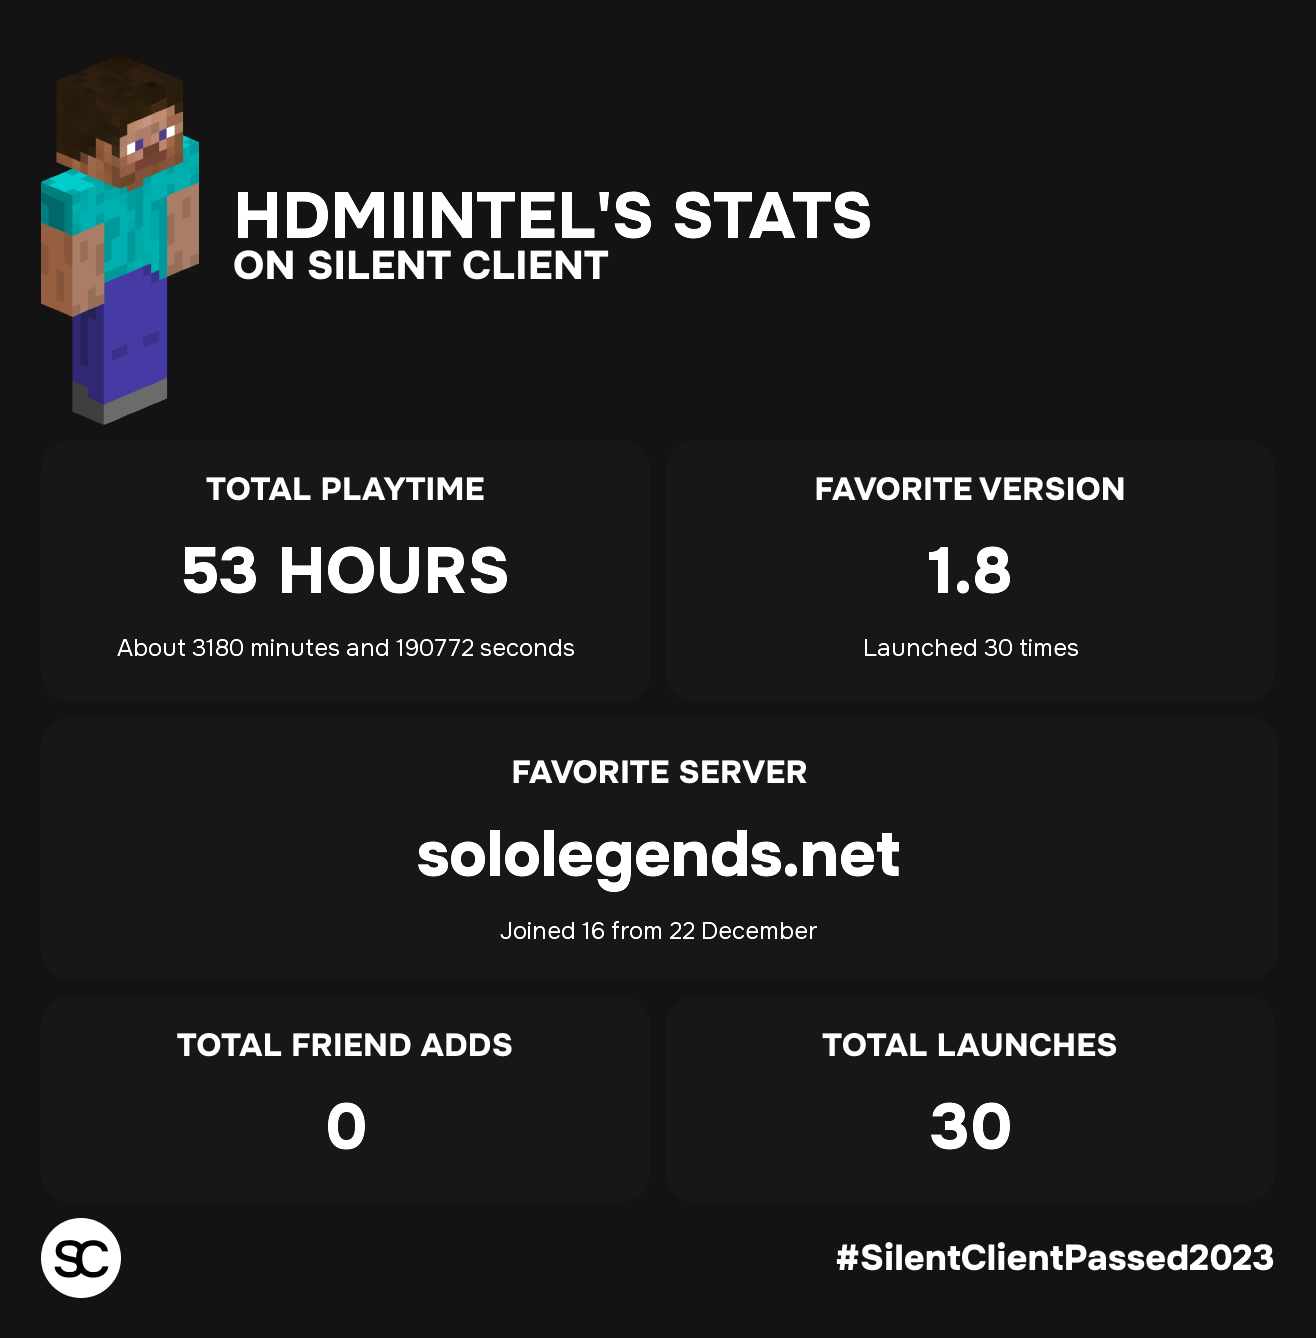 HDMIINTEL'S STATS
ON SILENT CLIENT
TOTAL PLAYTIME
53 HOURS
About 3180 minutes and 190772 seconds
FAVORITE VERSION
1.8
Launched 30 times
FAVORITE SERVER
sololegends.net
Joined 16 from 22 December
TOTAL FRIEND ADDS
0
TOTAL LAUNCHES
30
SC
#SilentClientPassed2023